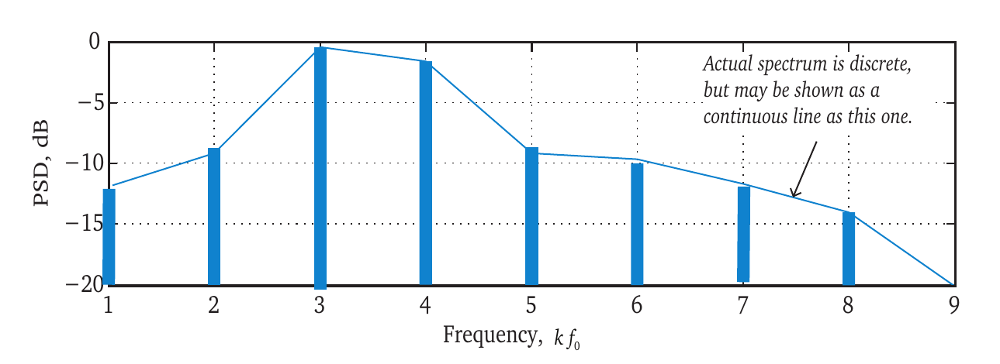 0
−5
−10
−15
−20
PSD, dB
Actual spectrum is discrete,
but may be shown as a
continuous line as this one.
1 2 3 4 5 6 7 8 9
Frequency, k f₀